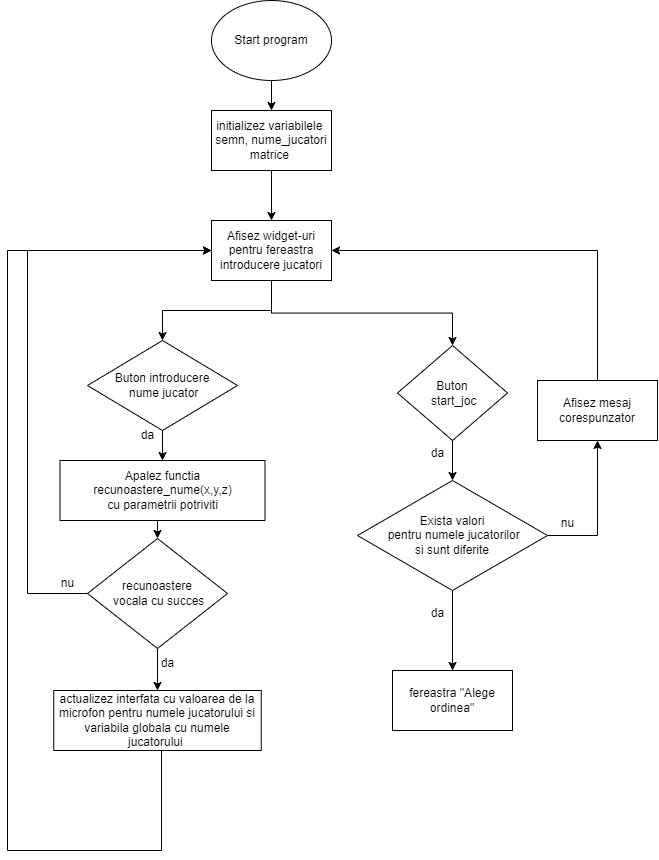 Start program
initializez variabilele
semn, nume_jucatori
matrice
Afisez widget-uri
pentru fereastra
introducere jucatori
Buton introducere
nume jucator
Buton
start_joc
Afisez mesaj
corespunzator
da
da
Apalez functia
recunoastere_nume(x,y,z)
cu parametrii potriviti
Exista valori
pentru numele jucatorilor
si sunt diferite
nu
recunoastere
vocala cu succes
nu
da
da
actualizez interfata cu valoarea de la
microfon pentru numele jucatorului si
variabila globala cu numele
jucatorului
fereastra "Alege
ordinea"